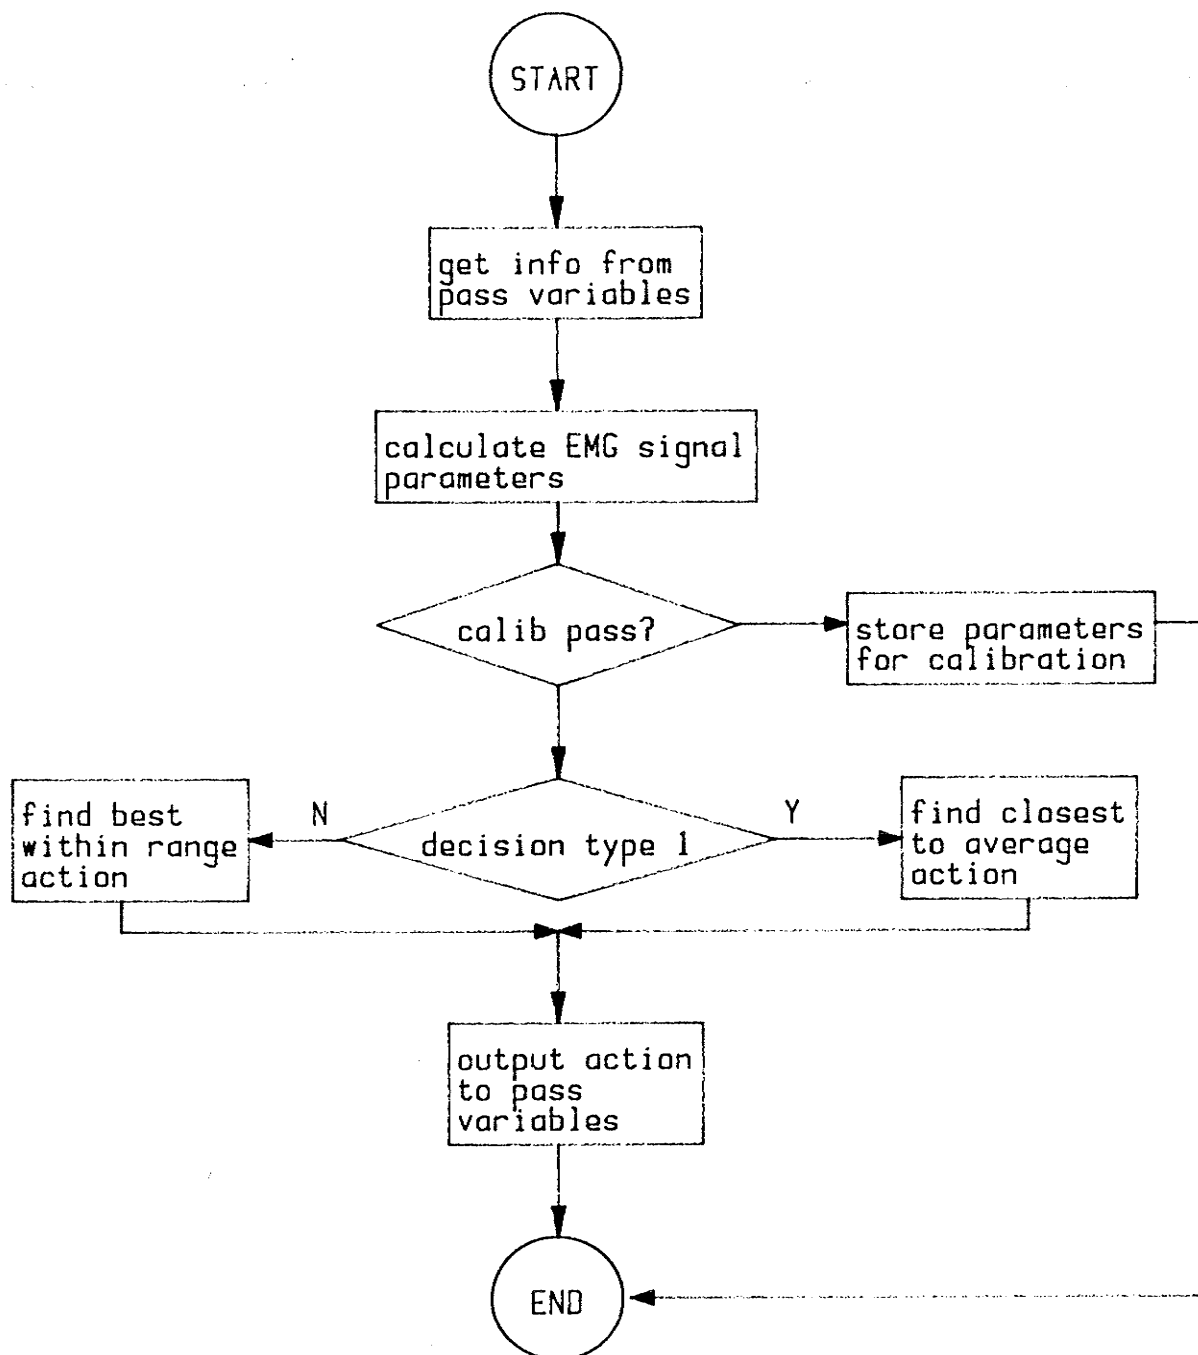 START
get info from
pass variables
calculate EMG signal
parameters
calib pass?
store parameters
for calibration
find best
within range
action
N
decision type 1
Y
find closest
to average
action
output action
to pass
variables
END